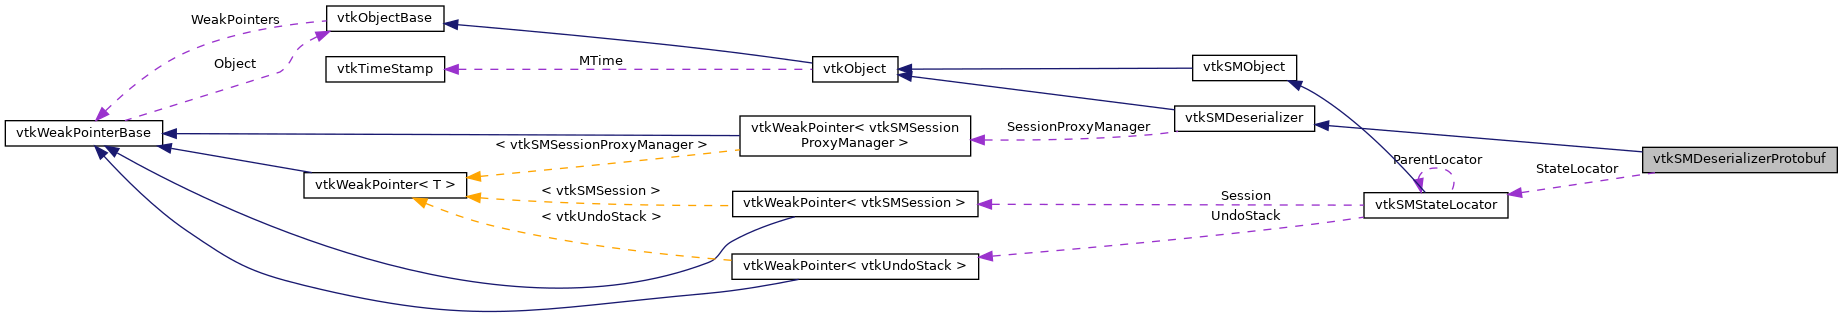 WeakPointers
vtkObjectBase
Object
vtkTimeStamp
MTime
vtkObject
vtkSMObject
vtkWeakPointerBase
vtkWeakPointer< vtkSMSession
ProxyManager >
SessionProxyManager
vtkSMDeserializer
< vtkSMSessionProxyManager >
vtkWeakPointer< T >
< vtkSMSession >
< vtkUndoStack >
vtkWeakPointer< vtkSMSession >
vtkWeakPointer< vtkUndoStack >
Session
UndoStack
ParentLocator
vtkSMStateLocator
StateLocator
vtkSMDeserializerProtobuf